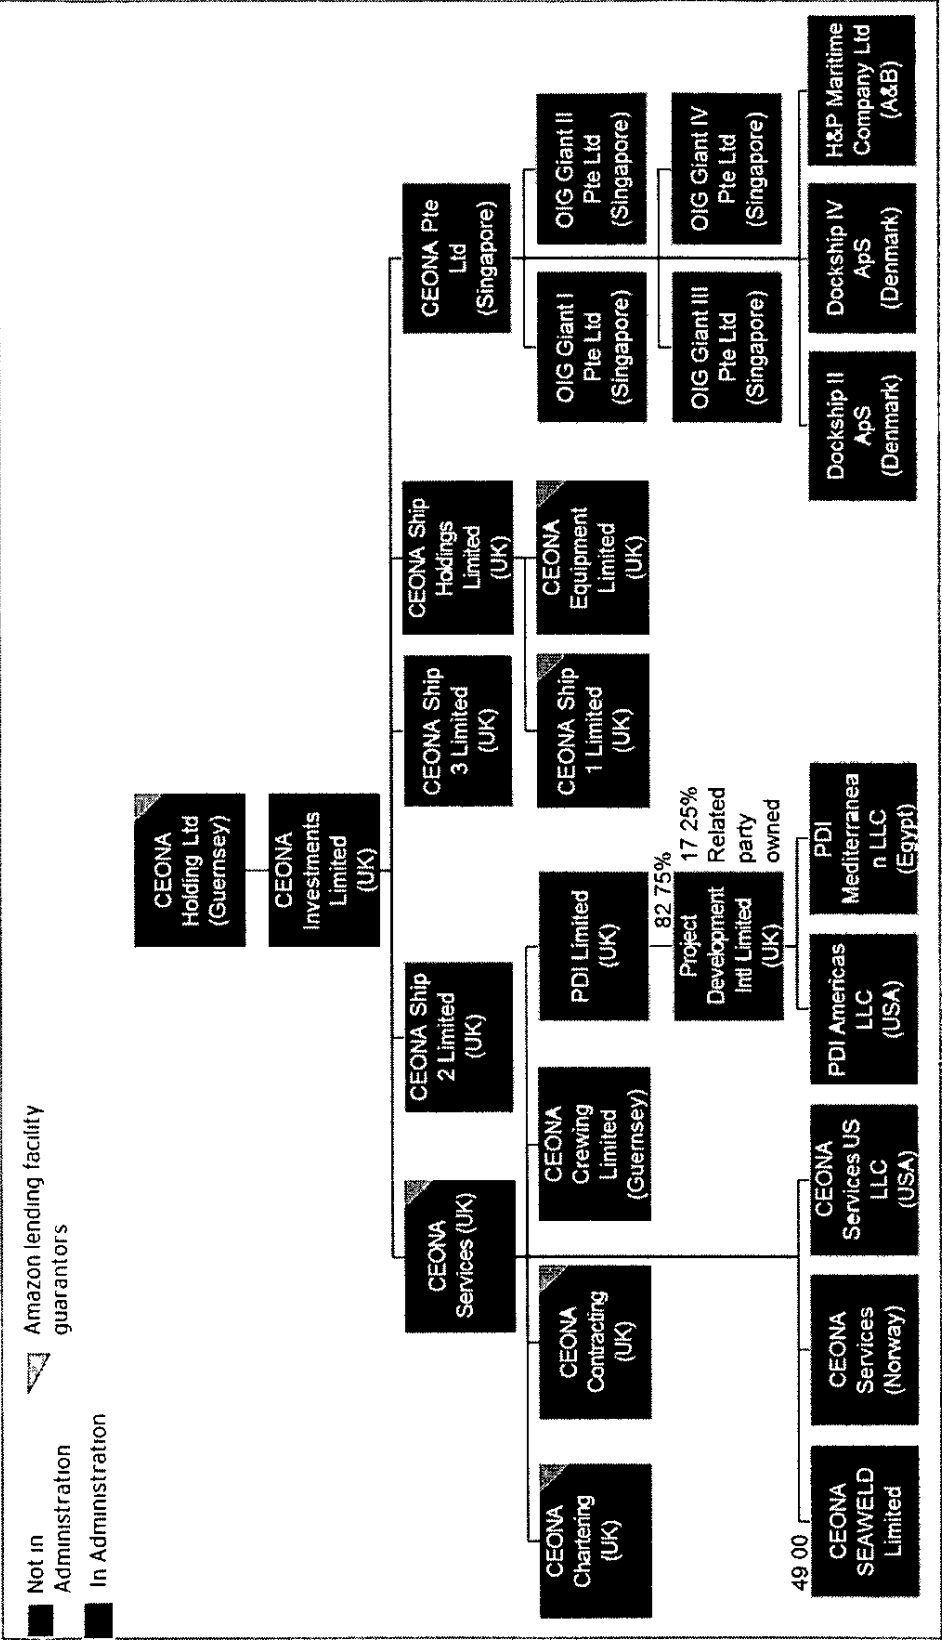 Not in
Administration
In Administration
Amazon lending facility
guarantors
CEONA
Holding Ltd
(Guernsey)
CEONA
Investments
Limited
(UK)
CEONA
Services (UK)
CEONA Ship
2 Limited
(UK)
CEONA Ship
3 Limited
(UK)
CEONA Ship
Holdings
Limited
(UK)
CEONA Pte
Ltd
(Singapore)
CEONA
Chartering
(UK)
CEONA
Contracting
(UK)
CEONA
Crewing
Limited
(Guernsey)
PDI Limited
(UK)
CEONA Ship
1 Limited
(UK)
CEONA
Equipment
Limited
(UK)
OIG Giant I
Pte Ltd
(Singapore)
OIG Giant II
Pte Ltd
(Singapore)
82 75%
Project
Development
Intl Limited
(UK)
17 25%
Related
party
owned
OIG Giant III
Pte Ltd
(Singapore)
OIG Giant IV
Pte Ltd
(Singapore)
49 00
CEONA
SEAWELD
Limited
CEONA
Services
(Norway)
CEONA
Services US
LLC
(USA)
PDI Americas
LLC
(USA)
PDI
Mediterranea
n LLC
(Egypt)
Dockship II
ApS
(Denmark)
Dockship IV
ApS
(Denmark)
H&P Maritime
Company Ltd
(A&B)